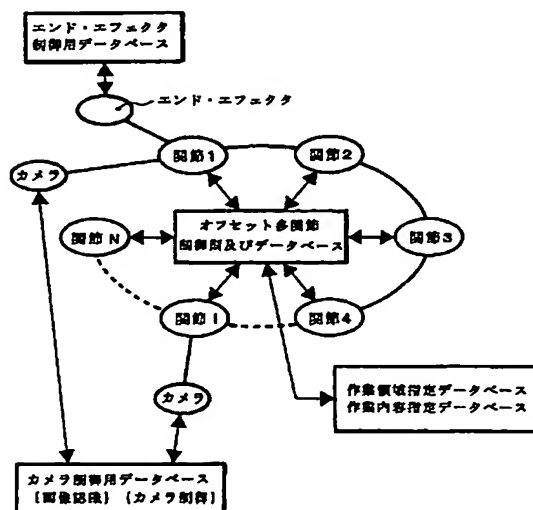 エンド・エフェクタ
制御用データベース
エンド・エフェクタ
関節1
関節2
カメラ
オフセット多関節
制御則及びデータベース
関節N
関節3
関節i
関節4
カメラ
作業領域指定データベース
作業内容指定データベース
カメラ制御用データベース
[画像認識] [カメラ制御]